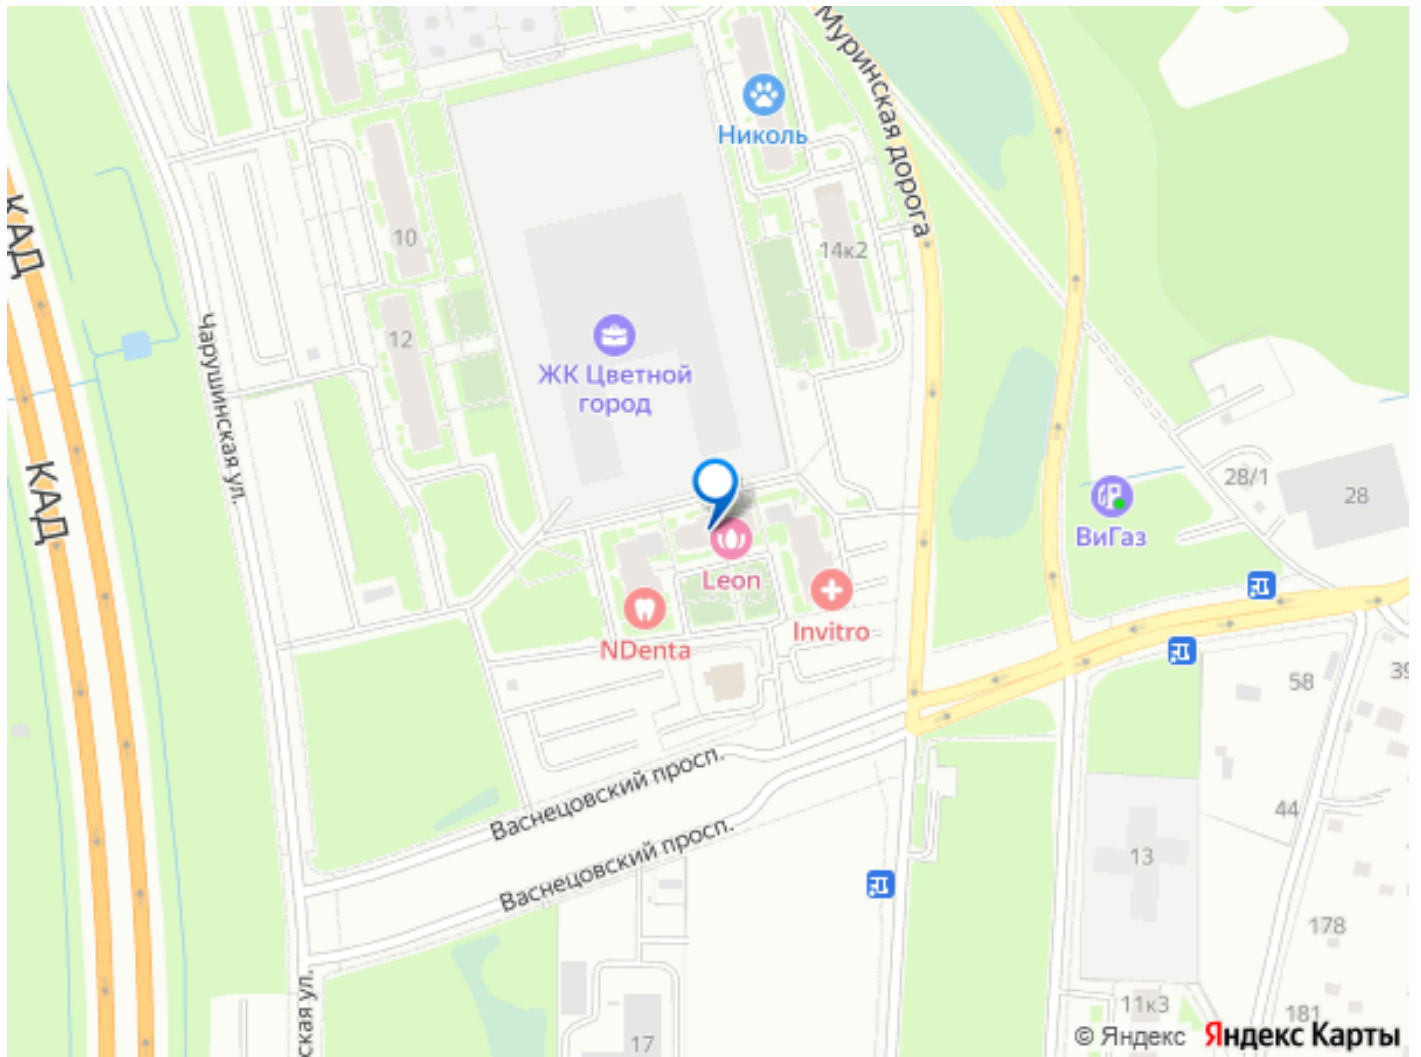 Муринская дорога
Николь
КАД
10
14к2
12
Чарушинская ул.
ЖК Цветной
город
КАД
28/1
28
ВиГаз
Leon
Invitro
NDenta
58
39
Васнецовский просп.
44
Васнецовский просп.
13
178
ская ул.
11к3
181
17
© Яндекс Яндекс Карты